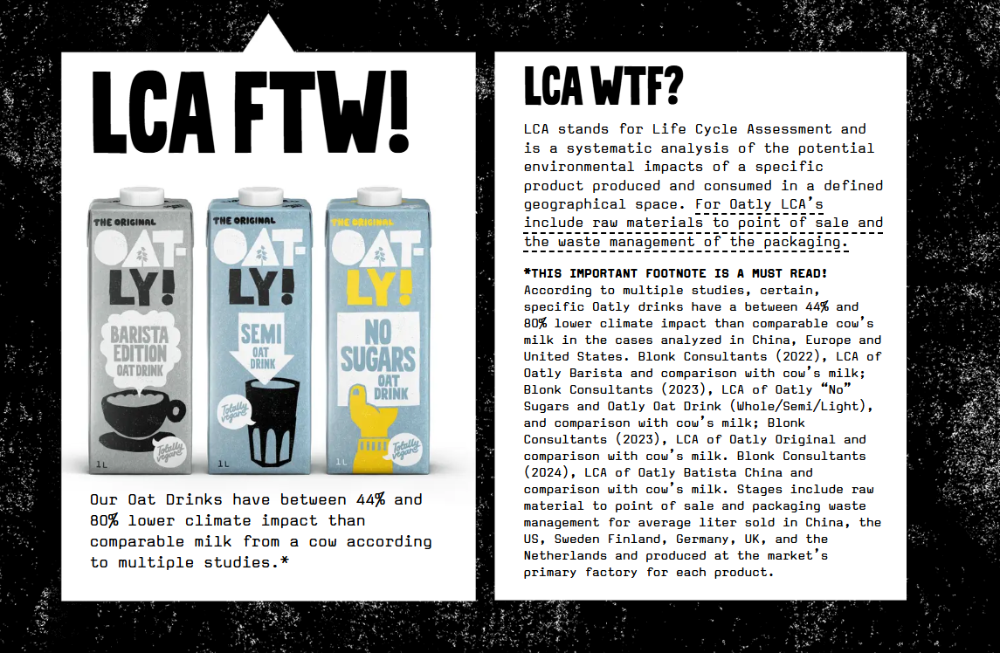 LCA FTW!
THE ORIGINAL
OAT-
LY!
BARISTA
EDITION
OAT DRINK
Totally
vegan!
1L
THE ORIGINAL
OAT-
LY!
SEMI
OAT
DRINK
Totally
vegan!
1L
THE ORIGINAL
OAT-
LY!
NO
SUGARS
OAT
DRINK
Totally
vegan!
1L
Our Oat Drinks have between 44% and
80% lower climate impact than
comparable milk from a cow according
to multiple studies.*
LCA WTF?
LCA stands for Life Cycle Assessment and
is a systematic analysis of the potential
environmental impacts of a specific
product produced and consumed in a defined
geographical space. For Oatly LCA’s
include raw materials to point of sale and
the waste management of the packaging.
*THIS IMPORTANT FOOTNOTE IS A MUST READ!
According to multiple studies, certain,
specific Oatly drinks have a between 44% and
80% lower climate impact than comparable cow’s
milk in the cases analyzed in China, Europe and
United States. Blonk Consultants (2022), LCA of
Oatly Barista and comparison with cow’s milk;
Blonk Consultants (2023), LCA of Oatly “No”
Sugars and Oatly Oat Drink (Whole/Semi/Light),
and comparison with cow’s milk; Blonk
Consultants (2023), LCA of Oatly Original and
comparison with cow’s milk. Blonk Consultants
(2024), LCA of Oatly Batista China and
comparison with cow’s milk. Stages include raw
material to point of sale and packaging waste
management for average liter sold in China, the
US, Sweden Finland, Germany, UK, and the
Netherlands and produced at the market’s
primary factory for each product.